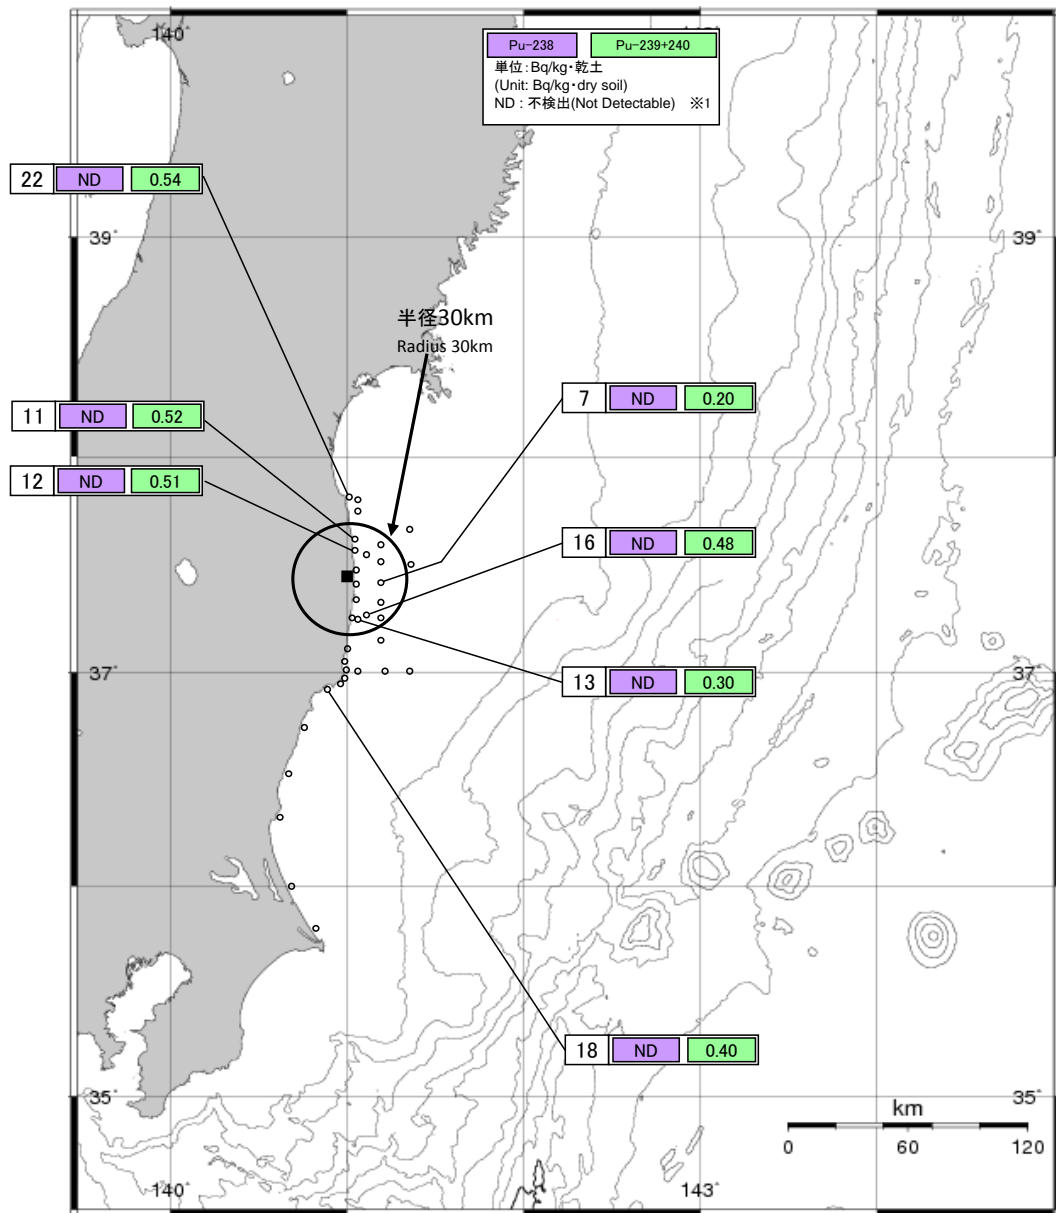 140°
Pu-238 Pu-239+240
単位:Bq/kg・乾土
(Unit: Bq/kg・dry soil)
ND : 不検出(Not Detectable) ※1
22 ND 0.54
39° 39°
半径30km
Radius 30km
7 ND 0.20
11 ND 0.52
12 ND 0.51
16 ND 0.48
37° 37°
13 ND 0.30
18 ND 0.40
35° 35°
km
0 60 120
140° 143°